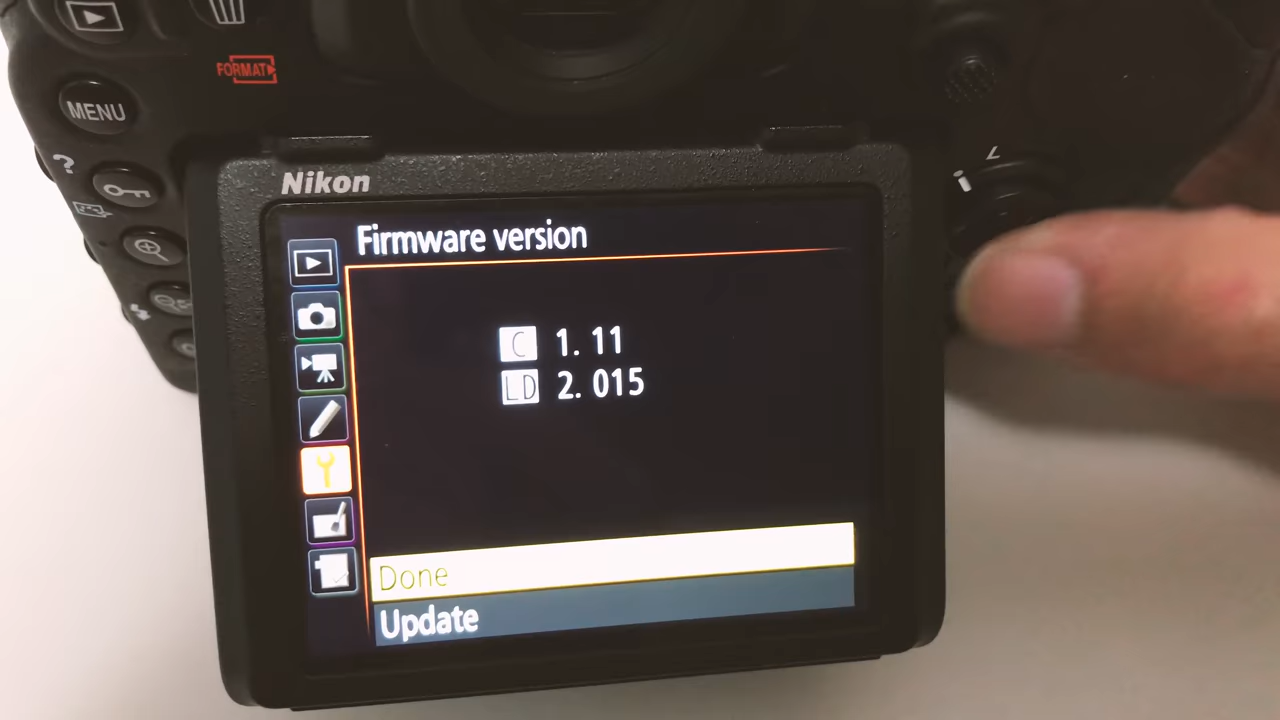 FORMAT
MENU
?
i
Nikon
Firmware version
C 1. 11
LD 2. 015
Done
Update